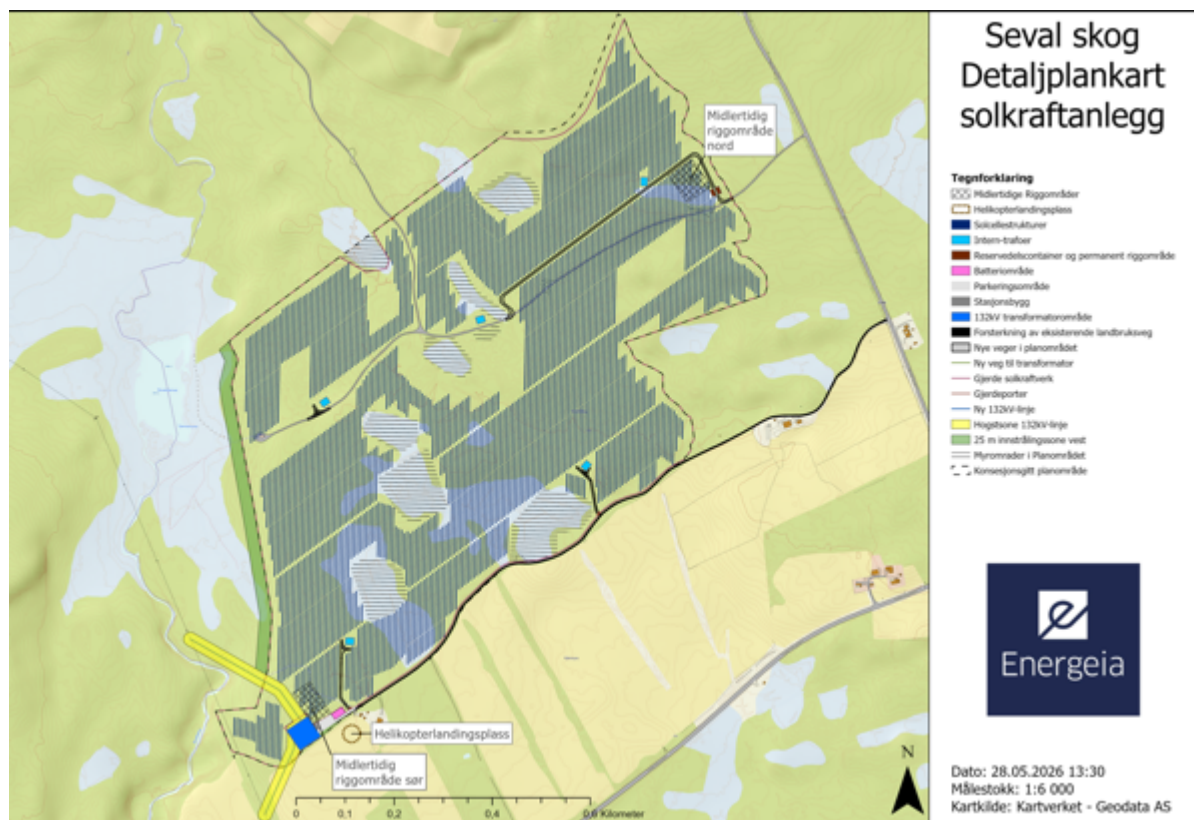 Seval skog
Detaljplankart
solkraftanlegg
Midlertidig
riggområde
nord
Tegnforklaring
Midlertidige Riggområder
Helikopterlandingsplass
Solcellestrukturer
Intern-trafoer
Reservedelscontainer og permanent riggområde
Batteriområde
Parkeringsområde
Stasjonsbygg
132kV transformatorområde
Forsterkning av eksisterende landbruksveg
Nye veger i planområdet
Ny veg til transformator
Gjerde solkraftverk
Gjerdeporter
Ny 132kV-linje
Hogstsone 132kV-linje
25 m innstrålingssone vest
Myrområder i Planområdet
Konsesjonsgitt planområde
Energeia
Helikopterlandingsplass
Midlertidig
riggområde sør
0 0,1 0,2 0,4 0,6 Kilometer
N
Dato: 28.05.2026 13:30
Målestokk: 1:6 000
Kartkilde: Kartverket - Geodata AS